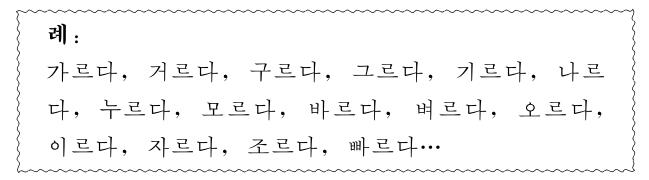 례:
가르다, 거르다, 구르다, 그르다, 기르다, 나르
다, 누르다, 모르다, 바르다, 벼르다, 오르다,
이르다, 자르다, 조르다, 빠르다…